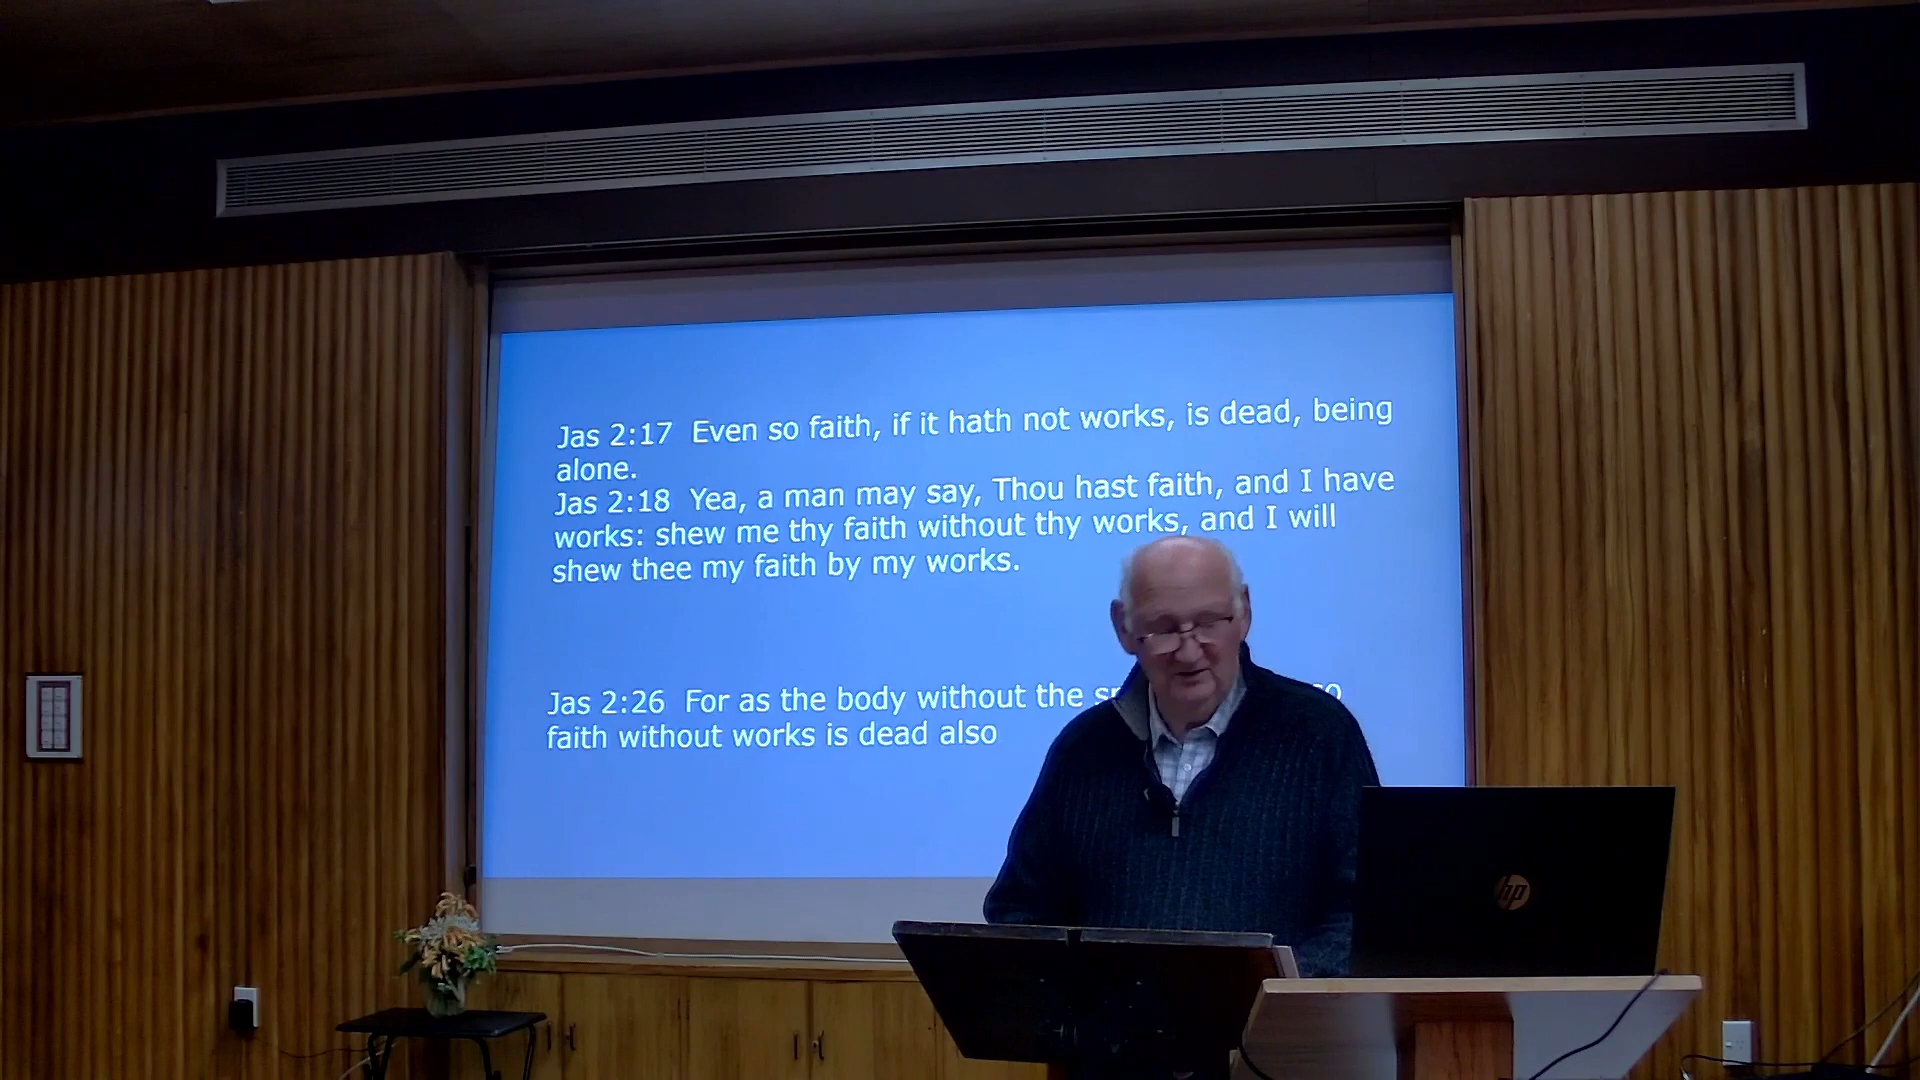 Jas 2:17 Even so faith, if it hath not works, is dead, being
alone.
Jas 2:18 Yea, a man may say, Thou hast faith, and I have
works: shew me thy faith without thy works, and I will
shew thee my faith by my works.
Jas 2:26 For as the body without the so
faith without works is dead also
hp